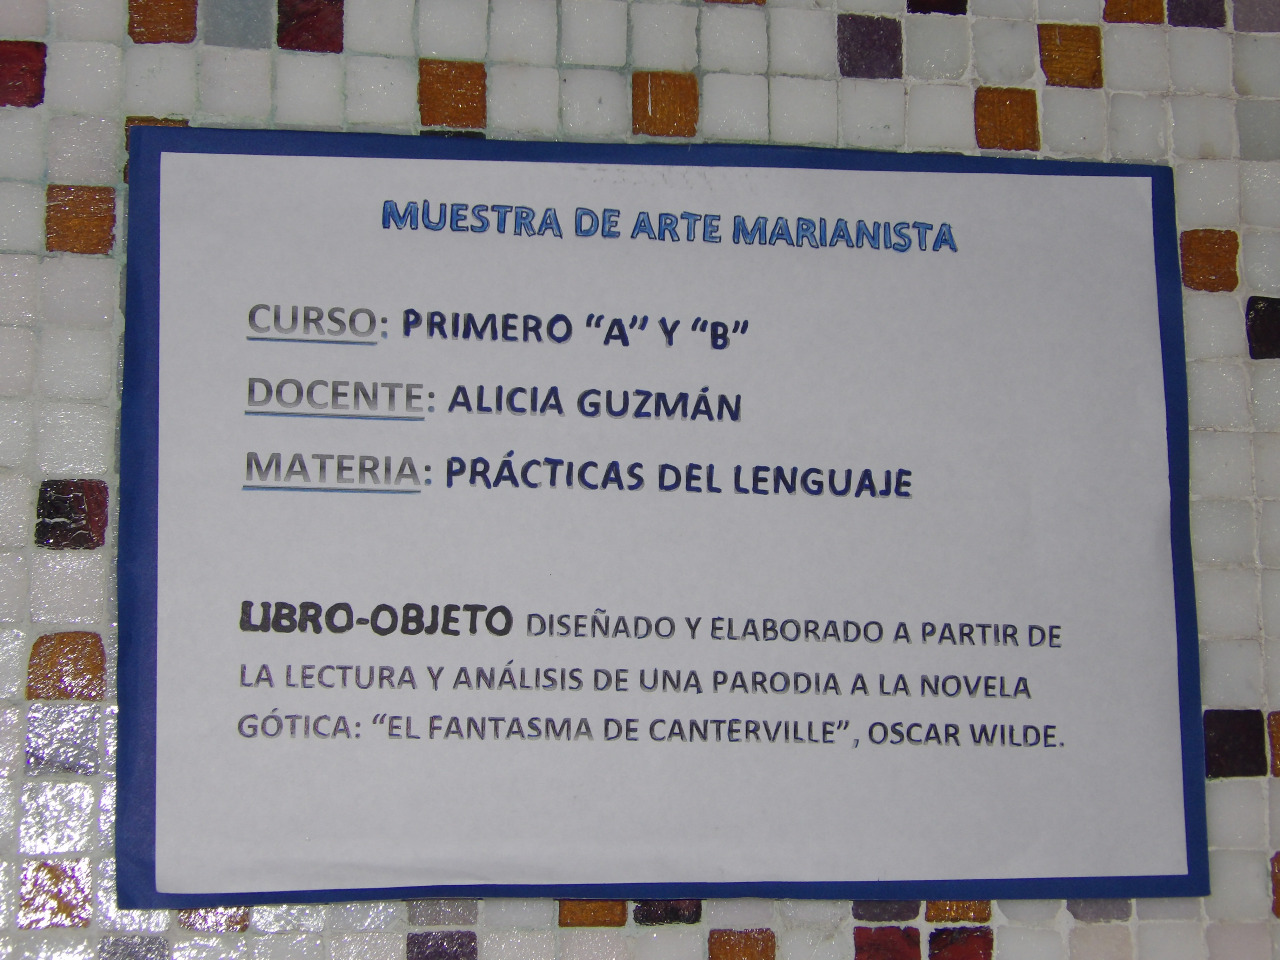 MUESTRA DE ARTE MARIANISTA
CURSO: PRIMERO “A” Y “B”
DOCENTE: ALICIA GUZMÁN
MATERIA: PRÁCTICAS DEL LENGUAJE
LIBRO-OBJETO DISEÑADO Y ELABORADO A PARTIR DE
LA LECTURA Y ANÁLISIS DE UNA PARODIA A LA NOVELA
GÓTICA: “EL FANTASMA DE CANTERVILLE”, OSCAR WILDE.